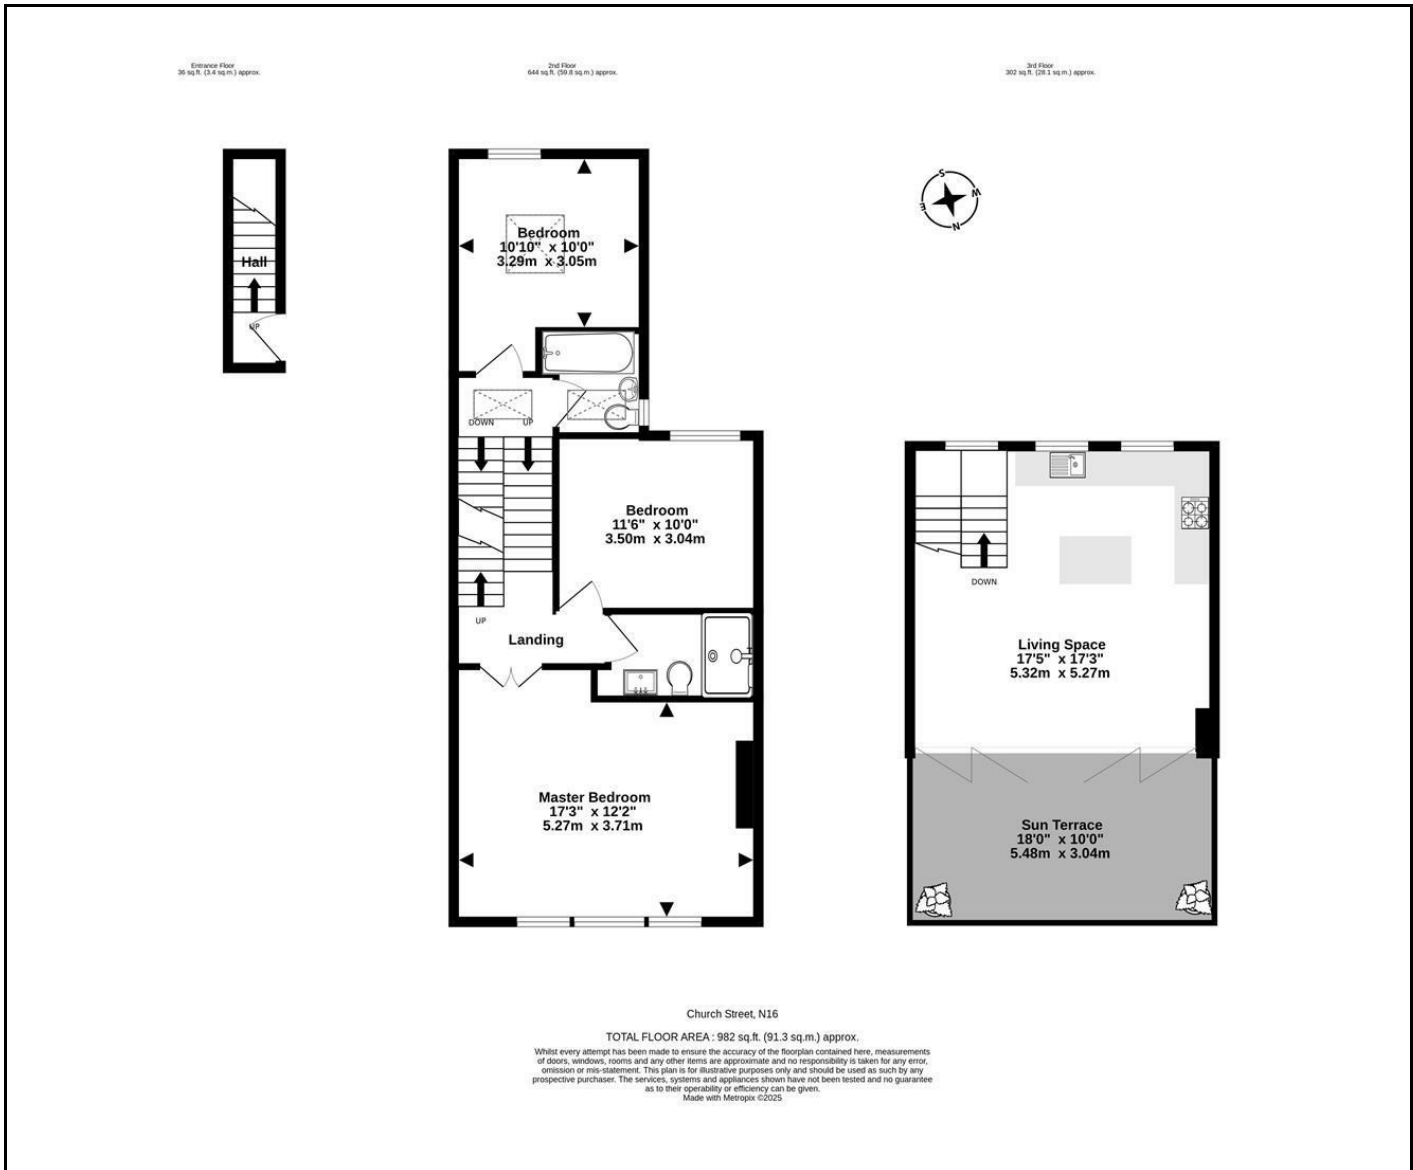 Entrance Floor
36 sq.ft. (3.4 sq.m.) approx.
2nd Floor
644 sq.ft. (59.8 sq.m.) approx.
3rd Floor
302 sq.ft. (28.1 sq.m.) approx.
Hall
UP
Bedroom
10'10" x 10'0"
3.29m x 3.05m
DOWN UP
Bedroom
11'6" x 10'0"
3.50m x 3.04m
UP
Landing
Master Bedroom
17'3" x 12'2"
5.27m x 3.71m
S
W
E
N
DOWN
Living Space
17'5" x 17'3"
5.32m x 5.27m
Sun Terrace
18'0" x 10'0"
5.48m x 3.04m
Church Street, N16
TOTAL FLOOR AREA : 982 sq.ft. (91.3 sq.m.) approx.
Whilst every attempt has been made to ensure the accuracy of the floorplan contained here, measurements
of doors, windows, rooms and any other items are approximate and no responsibility is taken for any error,
omission or mis-statement. This plan is for illustrative purposes only and should be used as such by any
prospective purchaser. The services, systems and appliances shown have not been tested and no guarantee
as to their operability or efficiency can be given.
Made with Metropix ©2025